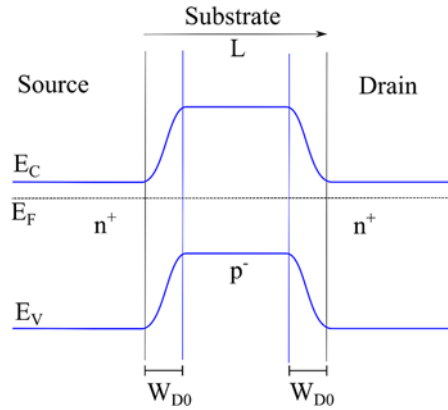 Substrate
L
Source
Drain
E_C
E_F
n⁺
n⁺
p⁻
E_V
W_D0
W_D0